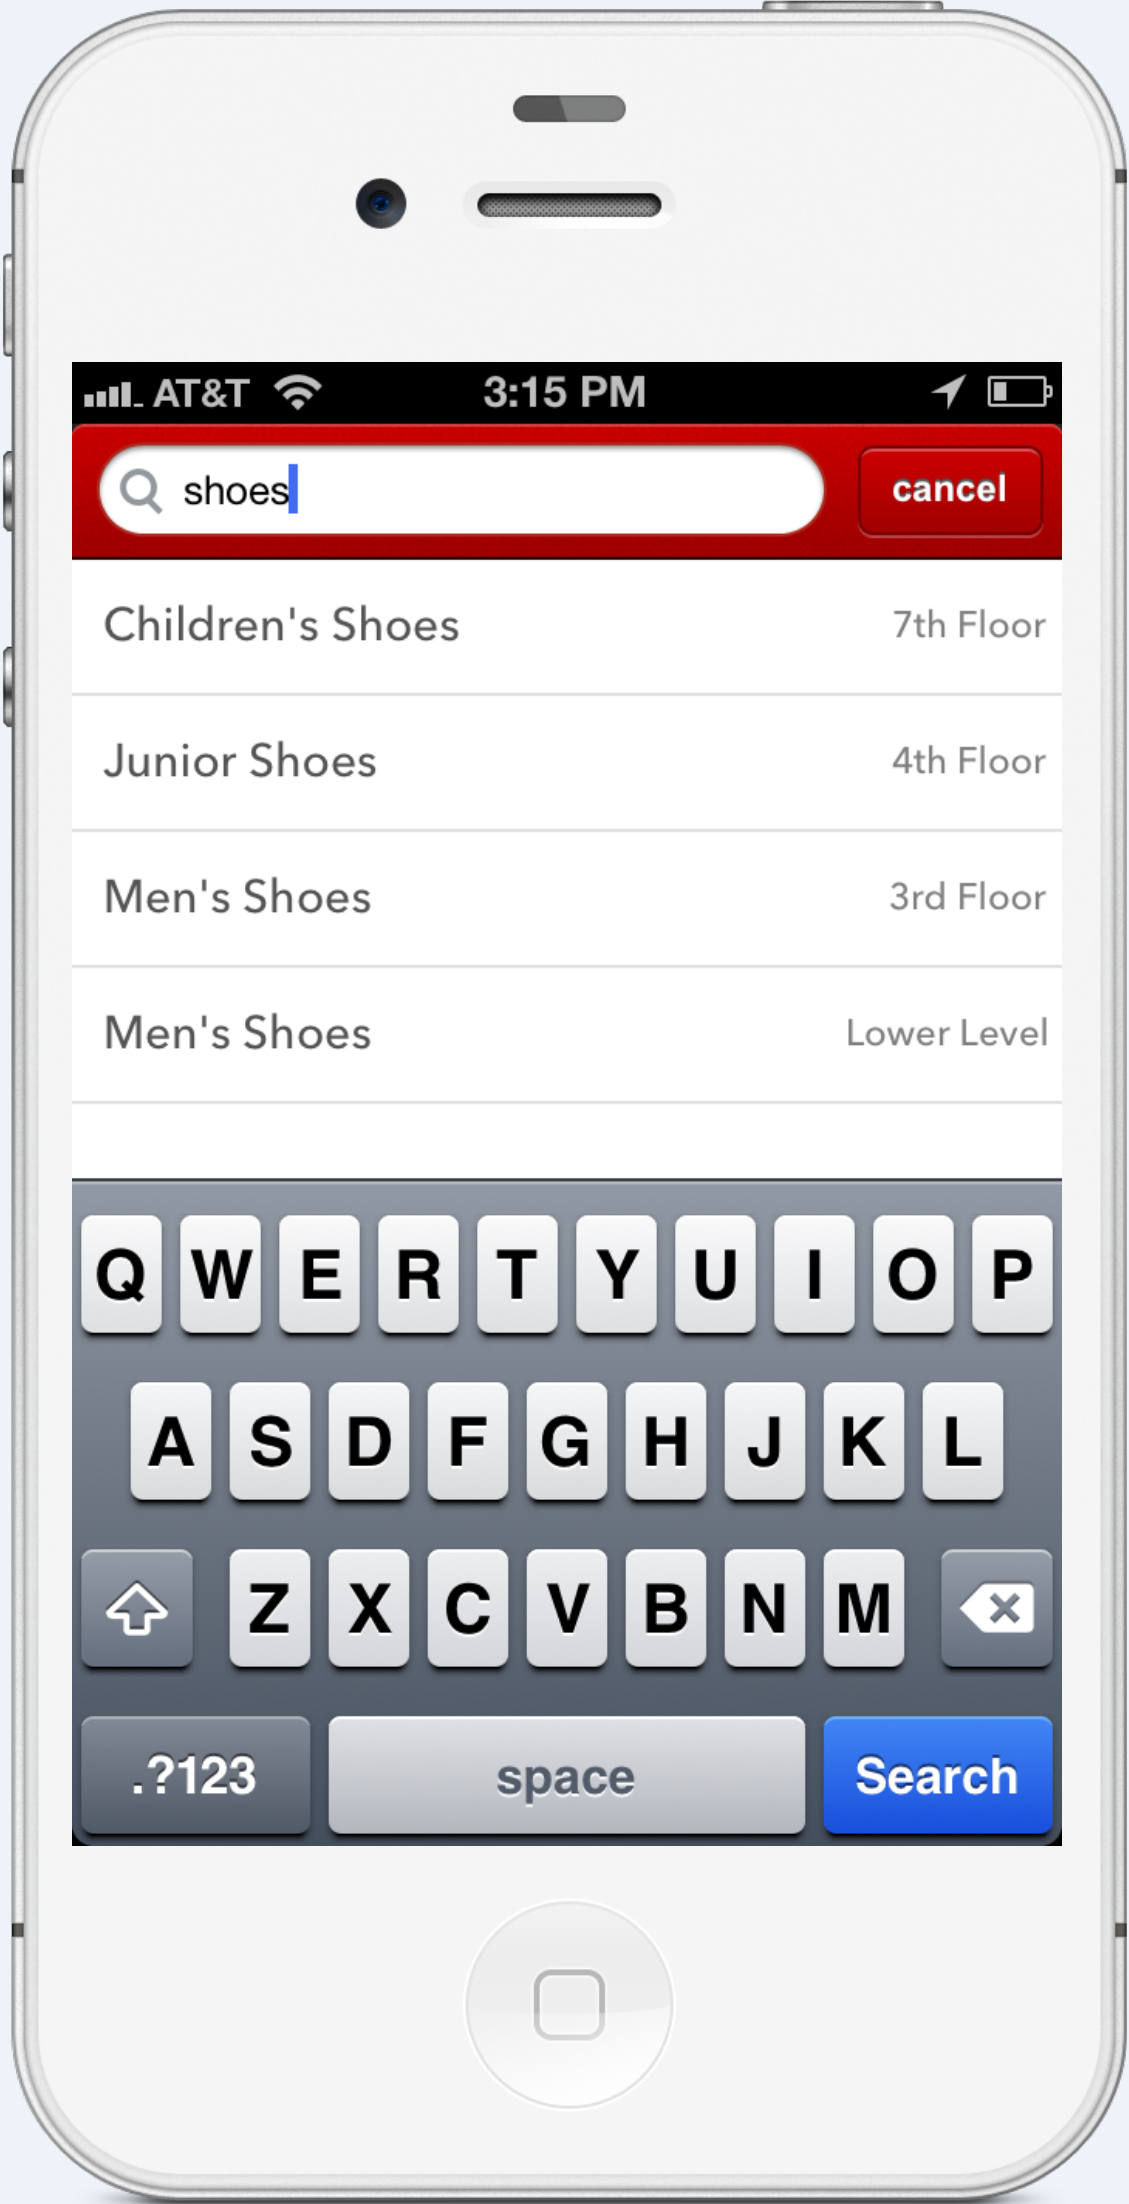 AT&T 3:15 PM
shoes cancel
Children's Shoes 7th Floor
Junior Shoes 4th Floor
Men's Shoes 3rd Floor
Men's Shoes Lower Level
Q W E R T Y U I O P
A S D F G H J K L
Z X C V B N M
.?123 space Search